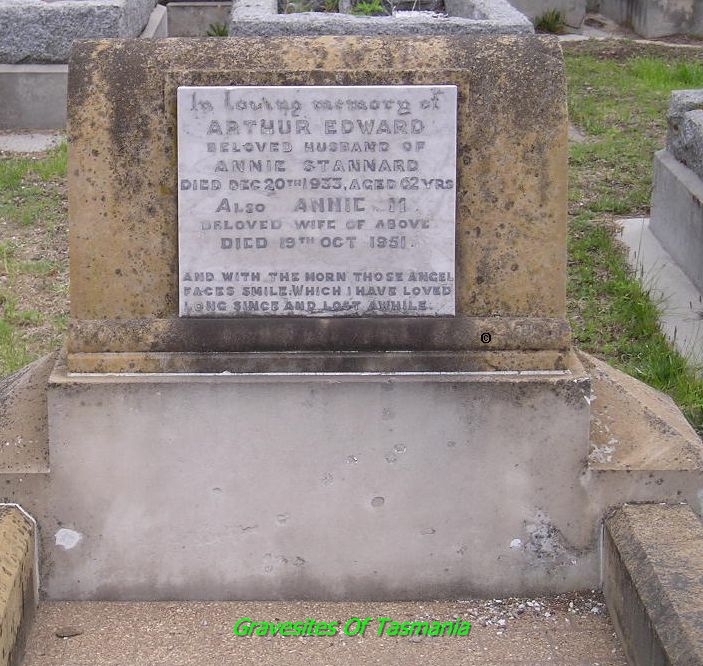 In loving memory of
ARTHUR EDWARD
BELOVED HUSBAND OF
ANNIE STANNARD
DIED DEC 20TH 1933, AGED 62 YRS
ALSO ANNIE M
BELOVED WIFE OF ABOVE
DIED 19TH OCT 1951.
AND WITH THE MORN THOSE ANGEL
FACES SMILE. WHICH I HAVE LOVED
LONG SINCE AND LOST AWHILE.
©
Gravesites Of Tasmania